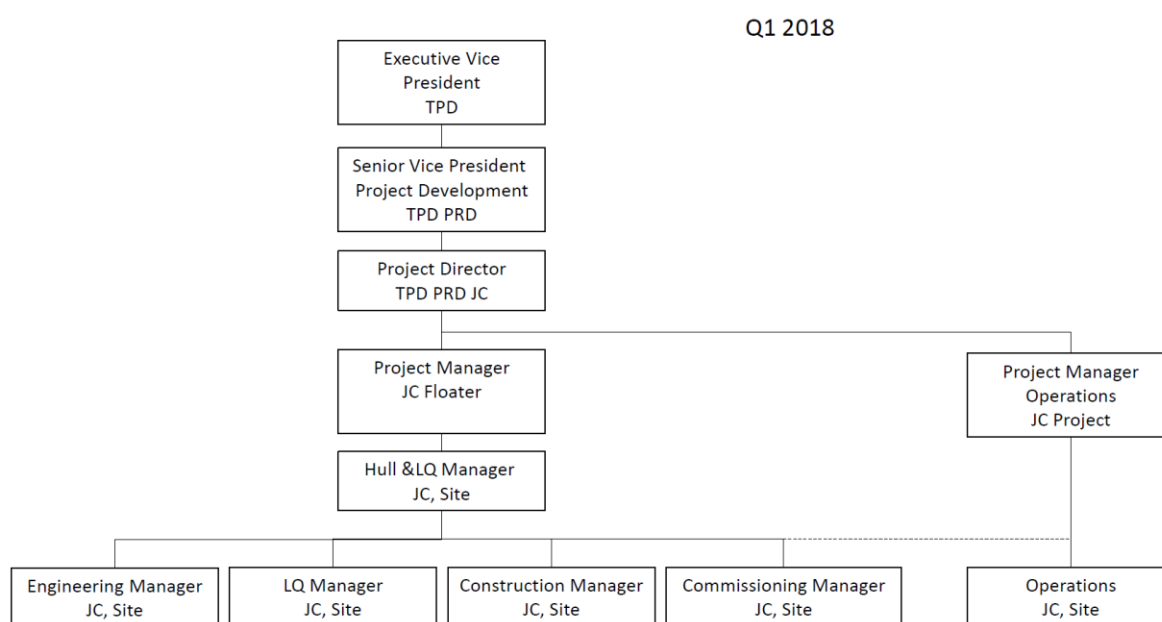 Q1 2018
Executive Vice
President
TPD
Senior Vice President
Project Development
TPD PRD
Project Director
TPD PRD JC
Project Manager
JC Floater
Project Manager
Operations
JC Project
Hull &LQ Manager
JC, Site
Engineering Manager
JC, Site
LQ Manager
JC, Site
Construction Manager
JC, Site
Commissioning Manager
JC, Site
Operations
JC, Site